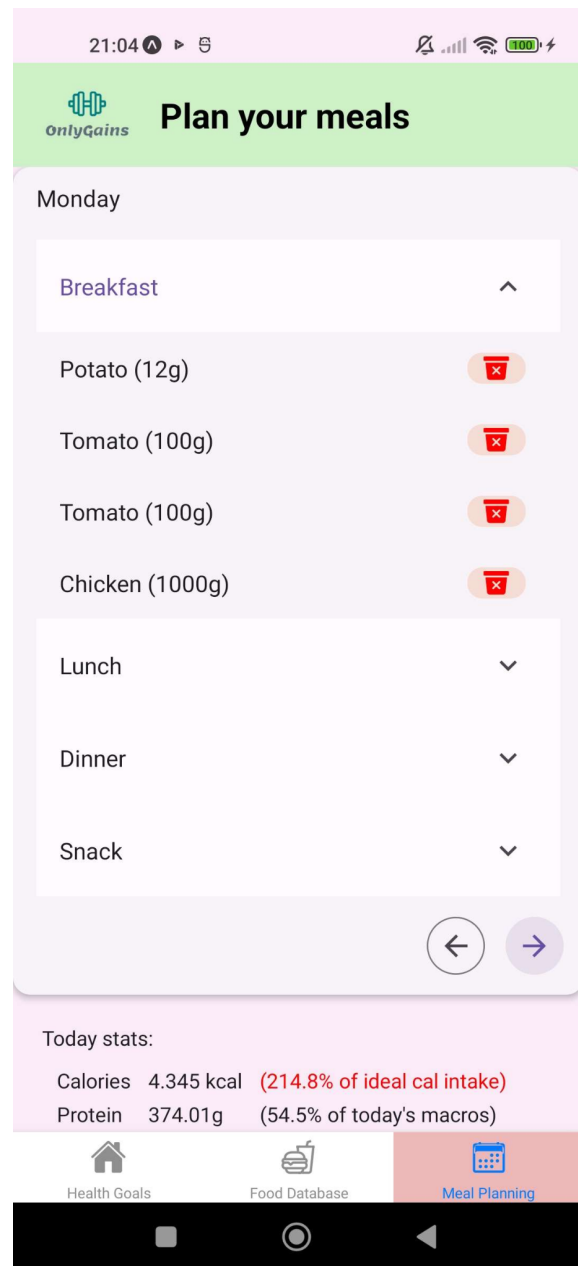 21:04
100
OnlyGains
Plan your meals
Monday
Breakfast
Potato (12g)
Tomato (100g)
Tomato (100g)
Chicken (1000g)
Lunch
Dinner
Snack
Today stats:
Calories 4.345 kcal (214.8% of ideal cal intake)
Protein 374.01g (54.5% of today's macros)
Health Goals Food Database Meal Planning